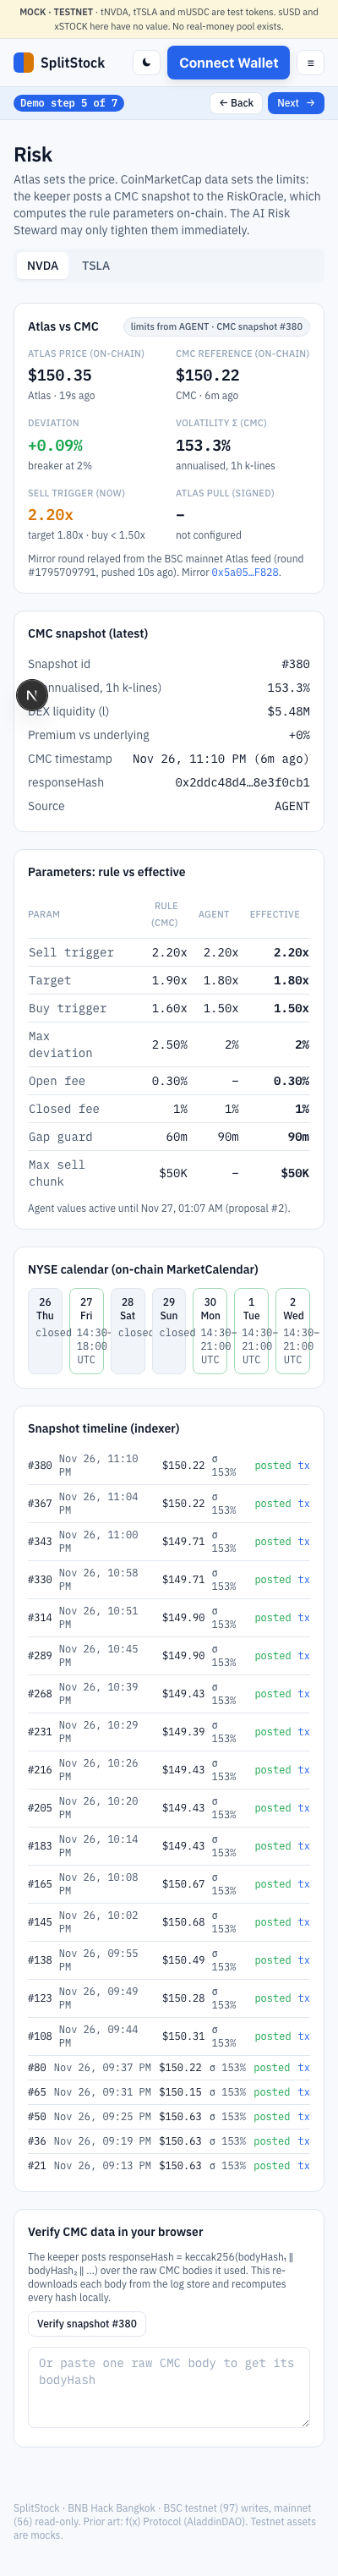 MOCK · TESTNET · tNVDA, tTSLA and mUSDC are test tokens. sUSD and
xSTOCK here have no value. No real-money pool exists.
SplitStock
Connect Wallet
Demo step 5 of 7
← Back
Next →
Risk
Atlas sets the price. CoinMarketCap data sets the limits:
the keeper posts a CMC snapshot to the RiskOracle, which
computes the rule parameters on-chain. The AI Risk
Steward may only tighten them immediately.
NVDA TSLA
Atlas vs CMC
limits from AGENT · CMC snapshot #380
ATLAS PRICE (ON-CHAIN) CMC REFERENCE (ON-CHAIN)
$150.35 $150.22
Atlas · 19s ago CMC · 6m ago
DEVIATION VOLATILITY Σ (CMC)
+0.09% 153.3%
breaker at 2% annualised, 1h k-lines
SELL TRIGGER (NOW) ATLAS PULL (SIGNED)
2.20x –
target 1.80x · buy < 1.50x not configured
Mirror round relayed from the BSC mainnet Atlas feed (round
#1795709791, pushed 10s ago). Mirror 0x5a05…F828.
CMC snapshot (latest)
Snapshot id #380
annualised, 1h k-lines) 153.3%
N
DEX liquidity (l) $5.48M
Premium vs underlying +0%
CMC timestamp Nov 26, 11:10 PM (6m ago)
responseHash 0x2ddc48d4…8e3f0cb1
Source AGENT
Parameters: rule vs effective
PARAM RULE (CMC) AGENT EFFECTIVE
Sell trigger 2.20x 2.20x 2.20x
Target 1.90x 1.80x 1.80x
Buy trigger 1.60x 1.50x 1.50x
Max deviation 2.50% 2% 2%
Open fee 0.30% – 0.30%
Closed fee 1% 1% 1%
Gap guard 60m 90m 90m
Max sell chunk $50K – $50K
Agent values active until Nov 27, 01:07 AM (proposal #2).
NYSE calendar (on-chain MarketCalendar)
26 27 28 29 30 1 2
Thu Fri Sat Sun Mon Tue Wed
closed 14:30– closed closed 14:30– 14:30– 14:30–
18:00 21:00 21:00 21:00
UTC UTC UTC UTC
Snapshot timeline (indexer)
#380 Nov 26, 11:10 PM $150.22 σ 153% posted tx
#367 Nov 26, 11:04 PM $150.22 σ 153% posted tx
#343 Nov 26, 11:00 PM $149.71 σ 153% posted tx
#330 Nov 26, 10:58 PM $149.71 σ 153% posted tx
#314 Nov 26, 10:51 PM $149.90 σ 153% posted tx
#289 Nov 26, 10:45 PM $149.90 σ 153% posted tx
#268 Nov 26, 10:39 PM $149.43 σ 153% posted tx
#231 Nov 26, 10:29 PM $149.39 σ 153% posted tx
#216 Nov 26, 10:26 PM $149.43 σ 153% posted tx
#205 Nov 26, 10:20 PM $149.43 σ 153% posted tx
#183 Nov 26, 10:14 PM $149.43 σ 153% posted tx
#165 Nov 26, 10:08 PM $150.67 σ 153% posted tx
#145 Nov 26, 10:02 PM $150.68 σ 153% posted tx
#138 Nov 26, 09:55 PM $150.49 σ 153% posted tx
#123 Nov 26, 09:49 PM $150.28 σ 153% posted tx
#108 Nov 26, 09:44 PM $150.31 σ 153% posted tx
#80 Nov 26, 09:37 PM $150.22 σ 153% posted tx
#65 Nov 26, 09:31 PM $150.15 σ 153% posted tx
#50 Nov 26, 09:25 PM $150.63 σ 153% posted tx
#36 Nov 26, 09:19 PM $150.63 σ 153% posted tx
#21 Nov 26, 09:13 PM $150.63 σ 153% posted tx
Verify CMC data in your browser
The keeper posts responseHash = keccak256(bodyHash₁ ‖
bodyHash₂ ‖ …) over the raw CMC bodies it used. This re-
downloads each body from the log store and recomputes
every hash locally.
Verify snapshot #380
Or paste one raw CMC body to get its
bodyHash
SplitStock · BNB Hack Bangkok · BSC testnet (97) writes, mainnet
(56) read-only. Prior art: f(x) Protocol (AladdinDAO). Testnet assets
are mocks.